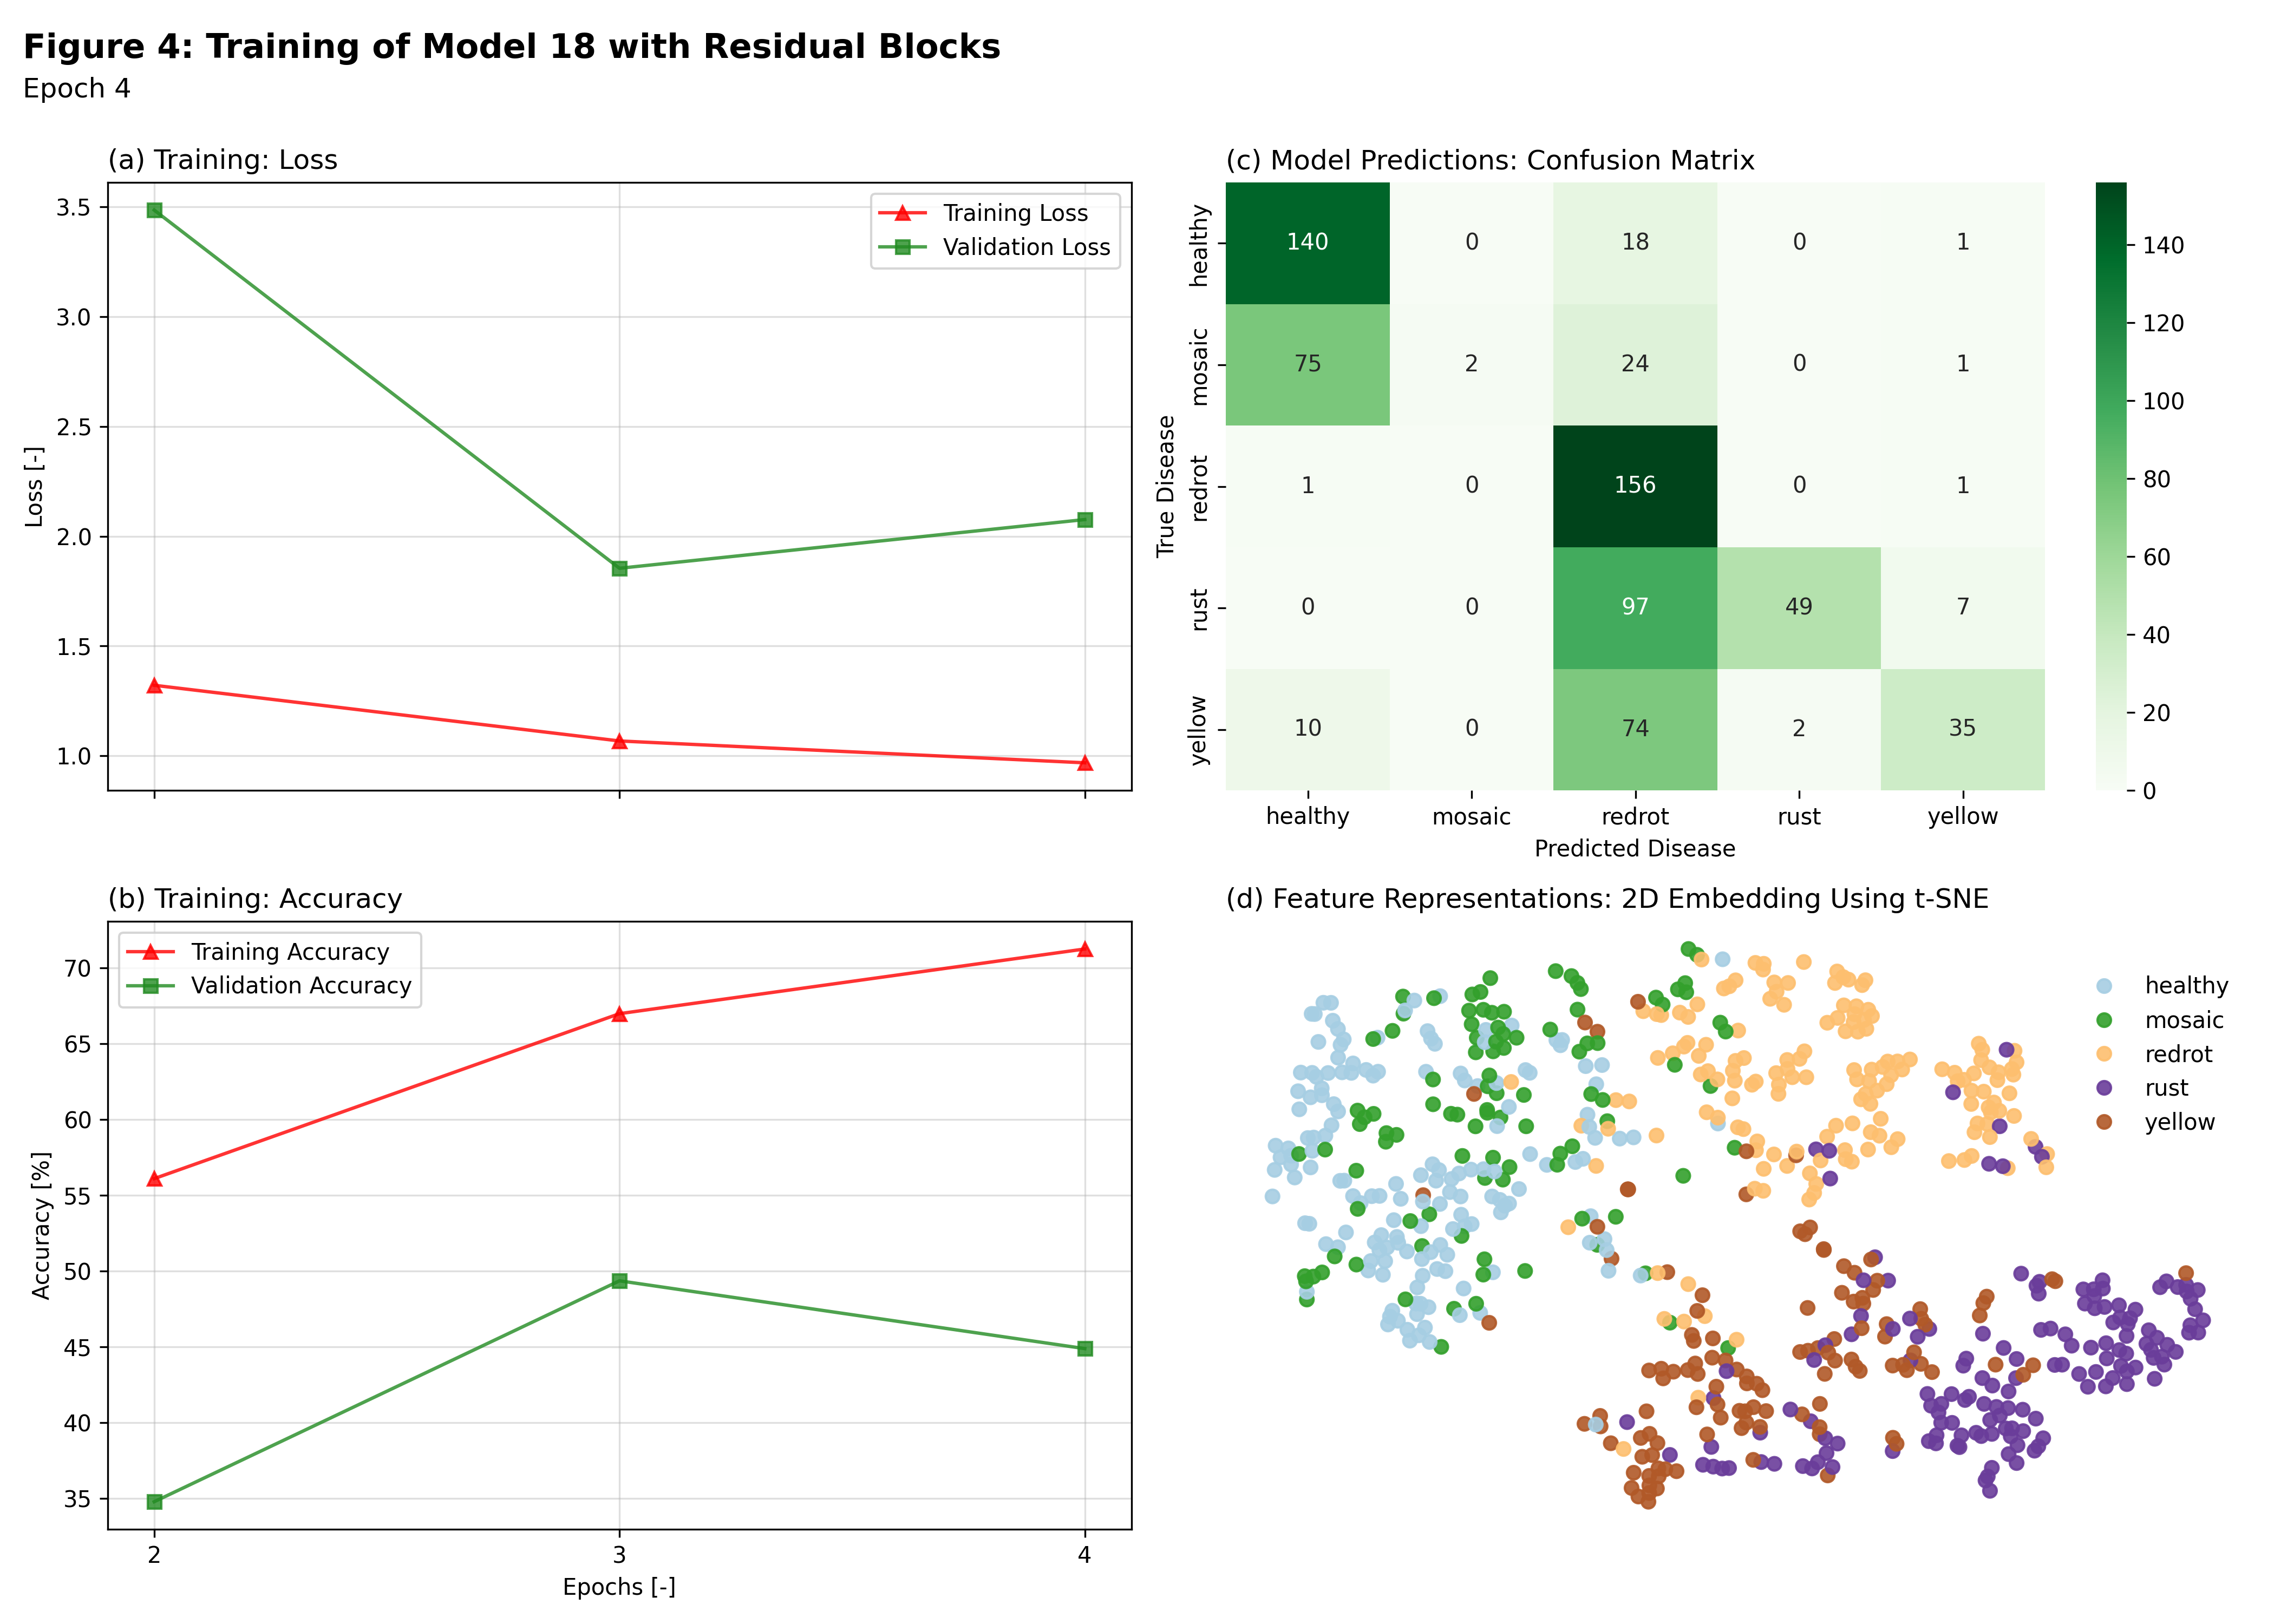 Figure 4: Training of Model 18 with Residual Blocks
Epoch 4
(a) Training: Loss
3.5
3.0
2.5
2.0
1.5
1.0
Loss [-]
Training Loss
Validation Loss
(b) Training: Accuracy
70
65
60
55
50
45
40
35
Accuracy [%]
Training Accuracy
Validation Accuracy
2 3 4
Epochs [-]
(c) Model Predictions: Confusion Matrix
True Disease
healthy 140 0 18 0 1
mosaic 75 2 24 0 1
redrot 1 0 156 0 1
rust 0 0 97 49 7
yellow 10 0 74 2 35
healthy mosaic redrot rust yellow
Predicted Disease
140
120
100
80
60
40
20
0
(d) Feature Representations: 2D Embedding Using t-SNE
healthy
mosaic
redrot
rust
yellow